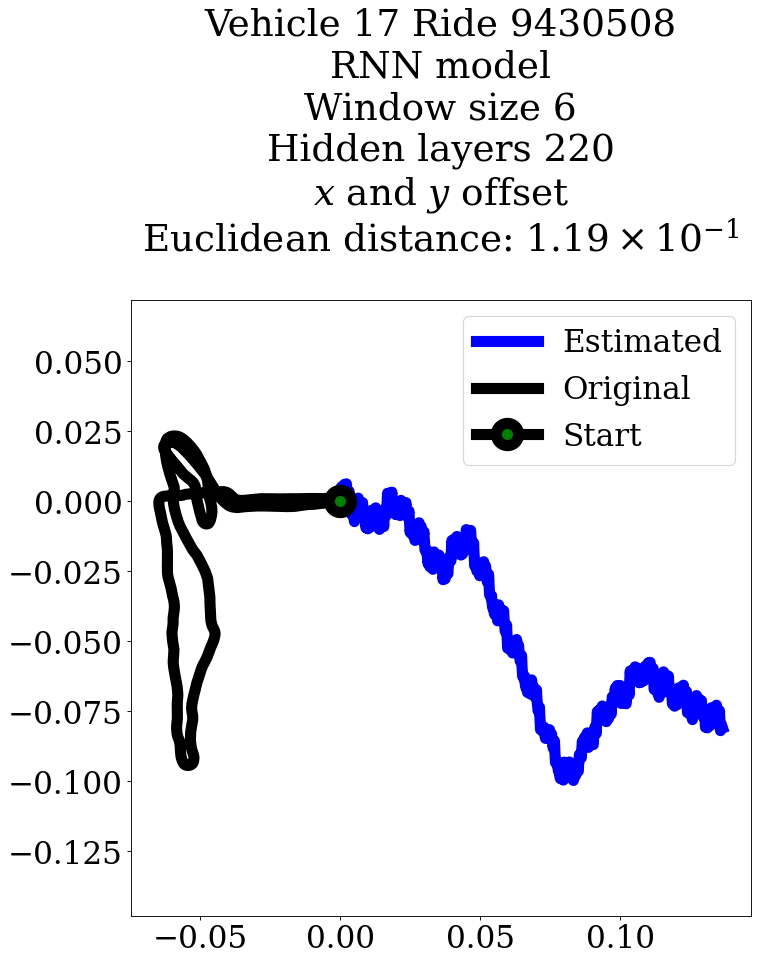 Vehicle 17 Ride 9430508
RNN model
Window size 6
Hidden layers 220
x and y offset
Euclidean distance: 1.19 × 10⁻¹
Estimated
Original
Start
0.050
0.025
0.000
−0.025
−0.050
−0.075
−0.100
−0.125
−0.05 0.00 0.05 0.10